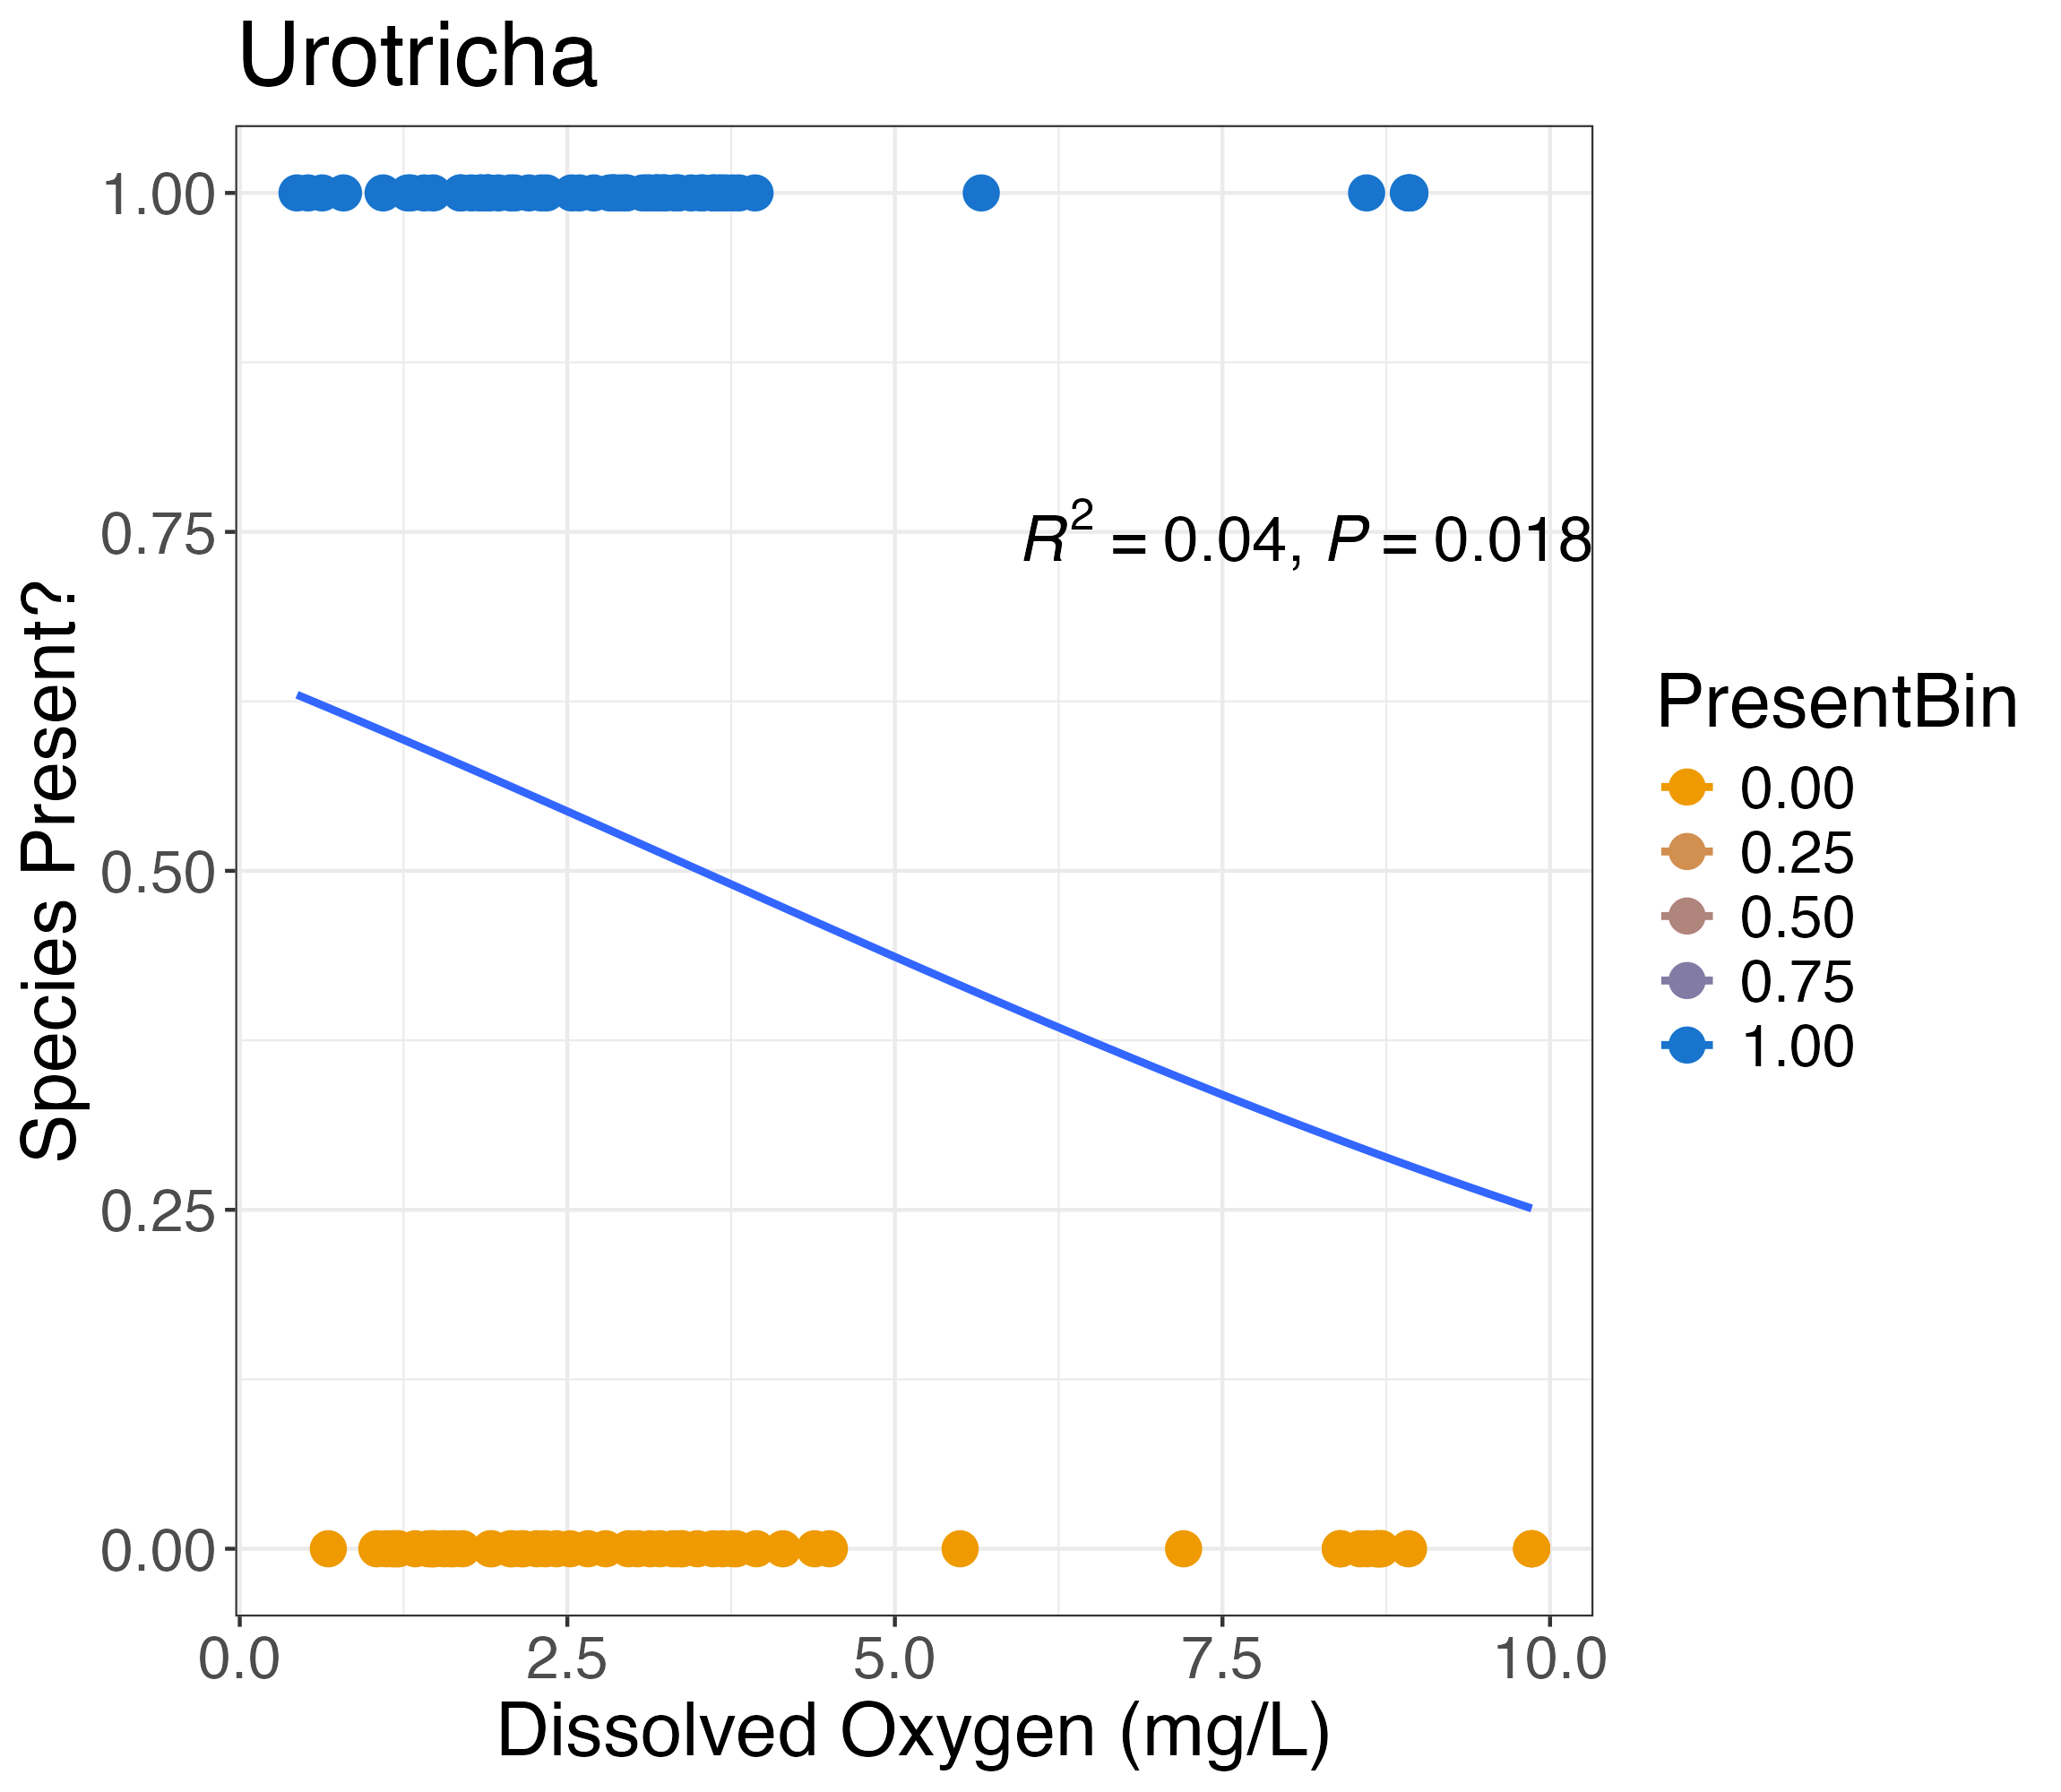 Urotricha
1.00
0.75
0.50
0.25
0.00
Species Present?
R² = 0.04, P = 0.018
0.0 2.5 5.0 7.5 10.0
Dissolved Oxygen (mg/L)
PresentBin
0.00
0.25
0.50
0.75
1.00